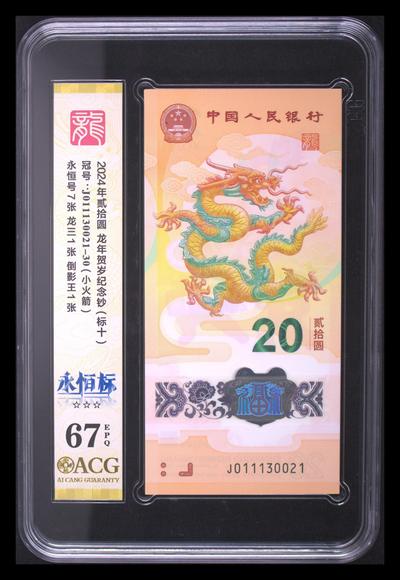 龍
2024年贰拾圆 龙年贺岁纪念钞(标十)
冠号:J011130021-30(小火箭)
永恒号7张 龙三1张 倒影王1张
永恒标
☆☆☆
67 EPQ
ACG
AI CANG GUARANTY
中国人民银行
龍
20 贰拾圆
福
J011130021